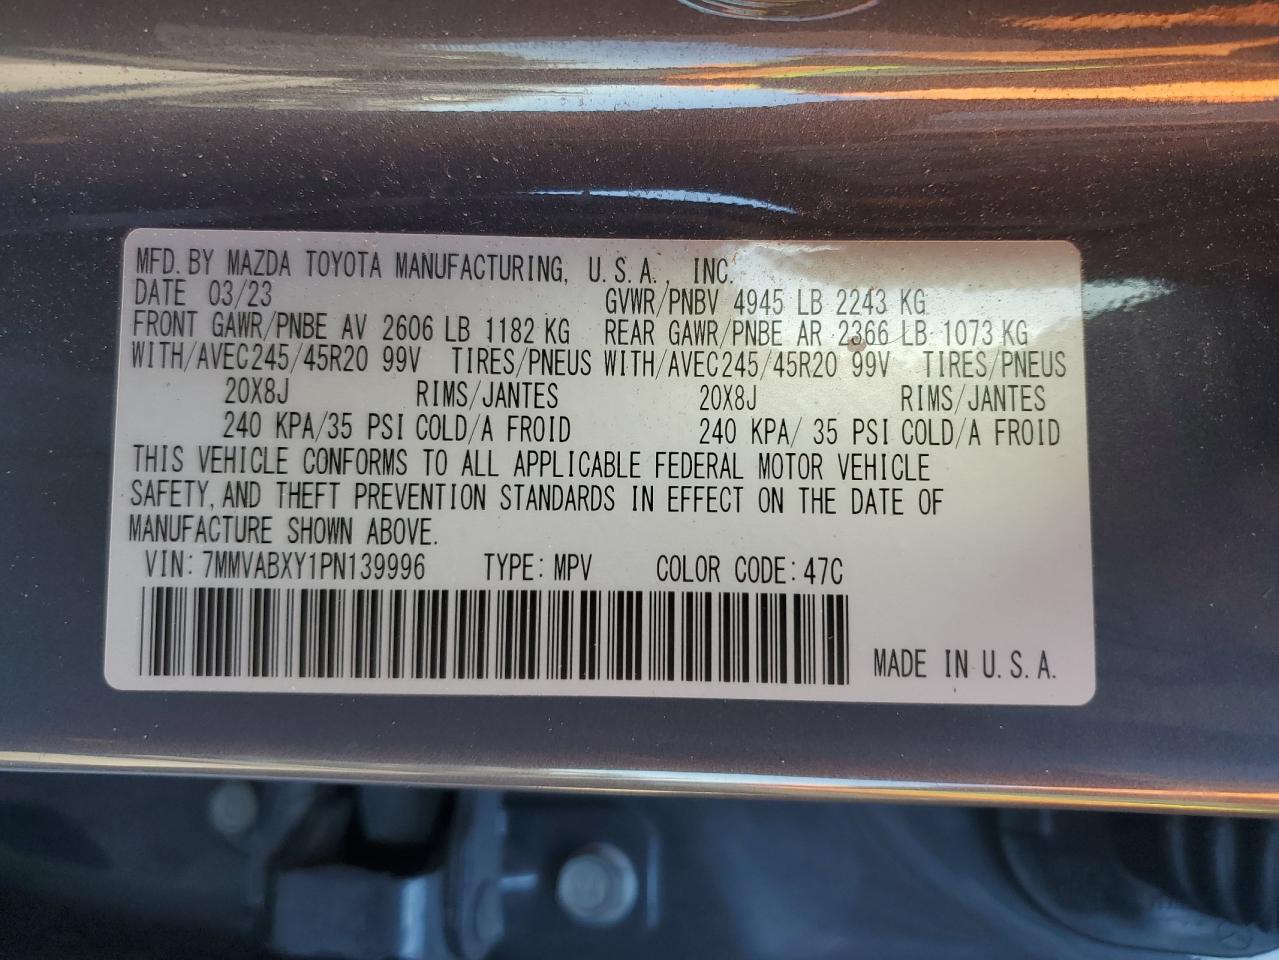 MFD. BY MAZDA TOYOTA MANUFACTURING, U.S.A., INC.
DATE 03/23 GVWR/PNBV 4945 LB 2243 KG
FRONT GAWR/PNBE AV 2606 LB 1182 KG REAR GAWR/PNBE AR 2366 LB 1073 KG
WITH/AVEC245/45R20 99V TIRES/PNEUS WITH/AVEC245/45R20 99V TIRES/PNEUS
20X8J RIMS/JANTES 20X8J RIMS/JANTES
240 KPA/35 PSI COLD/A FROID 240 KPA/ 35 PSI COLD/A FROID
THIS VEHICLE CONFORMS TO ALL APPLICABLE FEDERAL MOTOR VEHICLE
SAFETY, AND THEFT PREVENTION STANDARDS IN EFFECT ON THE DATE OF
MANUFACTURE SHOWN ABOVE.
VIN: 7MMVABXY1PN139996 TYPE: MPV COLOR CODE: 47C
MADE IN U.S.A.